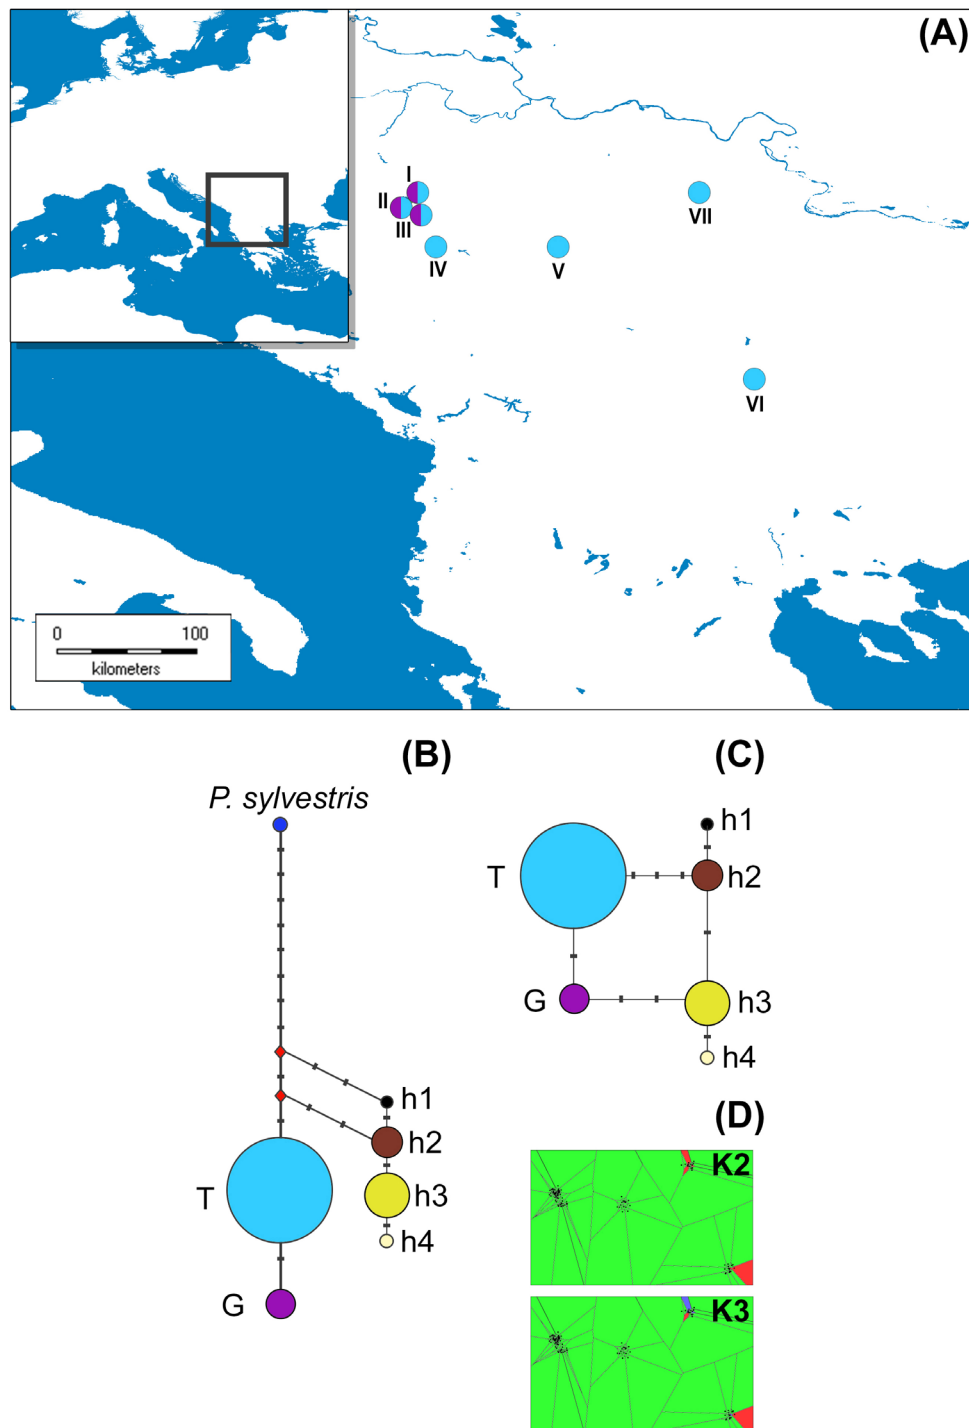 (A)
I
II
III
IV
V
VII
VI
0 100
kilometers
(B)
P. sylvestris
h1
h2
T
h3
h4
G
(C)
h1
T
h2
G
h3
h4
(D)
K2
K3